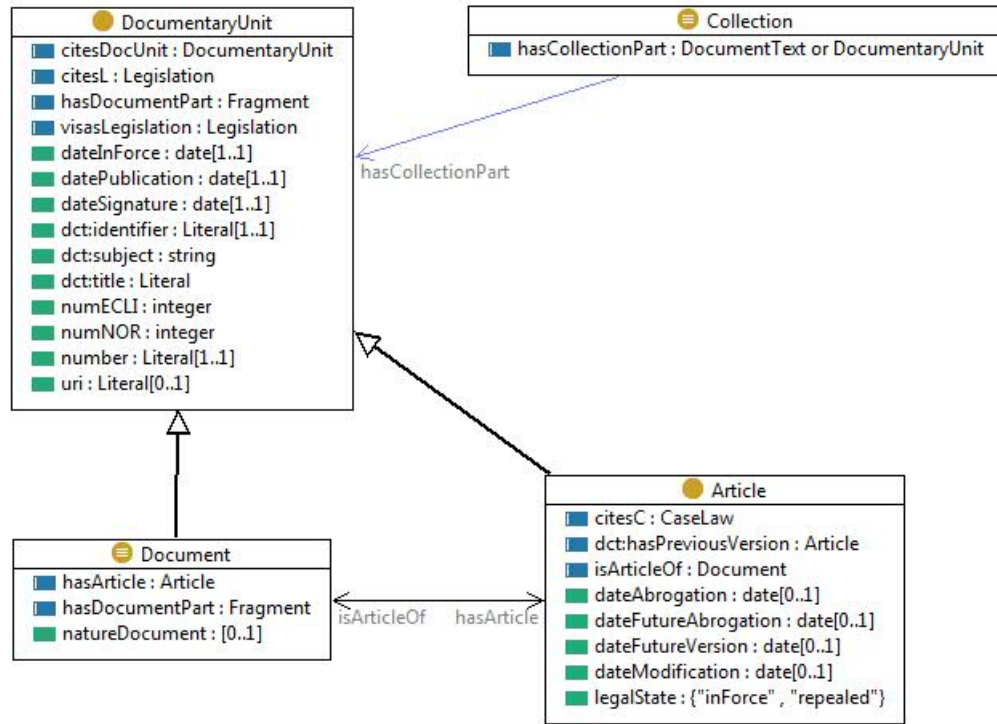 DocumentaryUnit
citesDocUnit : DocumentaryUnit
citesL : Legislation
hasDocumentPart : Fragment
visasLegislation : Legislation
dateInForce : date[1..1]
datePublication : date[1..1]
dateSignature : date[1..1]
dct:identifier : Literal[1..1]
dct:subject : string
dct:title : Literal
numECLI : integer
numNOR : integer
number : Literal[1..1]
uri : Literal[0..1]
Collection
hasCollectionPart : DocumentText or DocumentaryUnit
hasCollectionPart
Document
hasArticle : Article
hasDocumentPart : Fragment
natureDocument : [0..1]
isArticleOf
hasArticle
Article
citesC : CaseLaw
dct:hasPreviousVersion : Article
isArticleOf : Document
dateAbrogation : date[0..1]
dateFutureAbrogation : date[0..1]
dateFutureVersion : date[0..1]
dateModification : date[0..1]
legalState : {"inForce" , "repealed"}